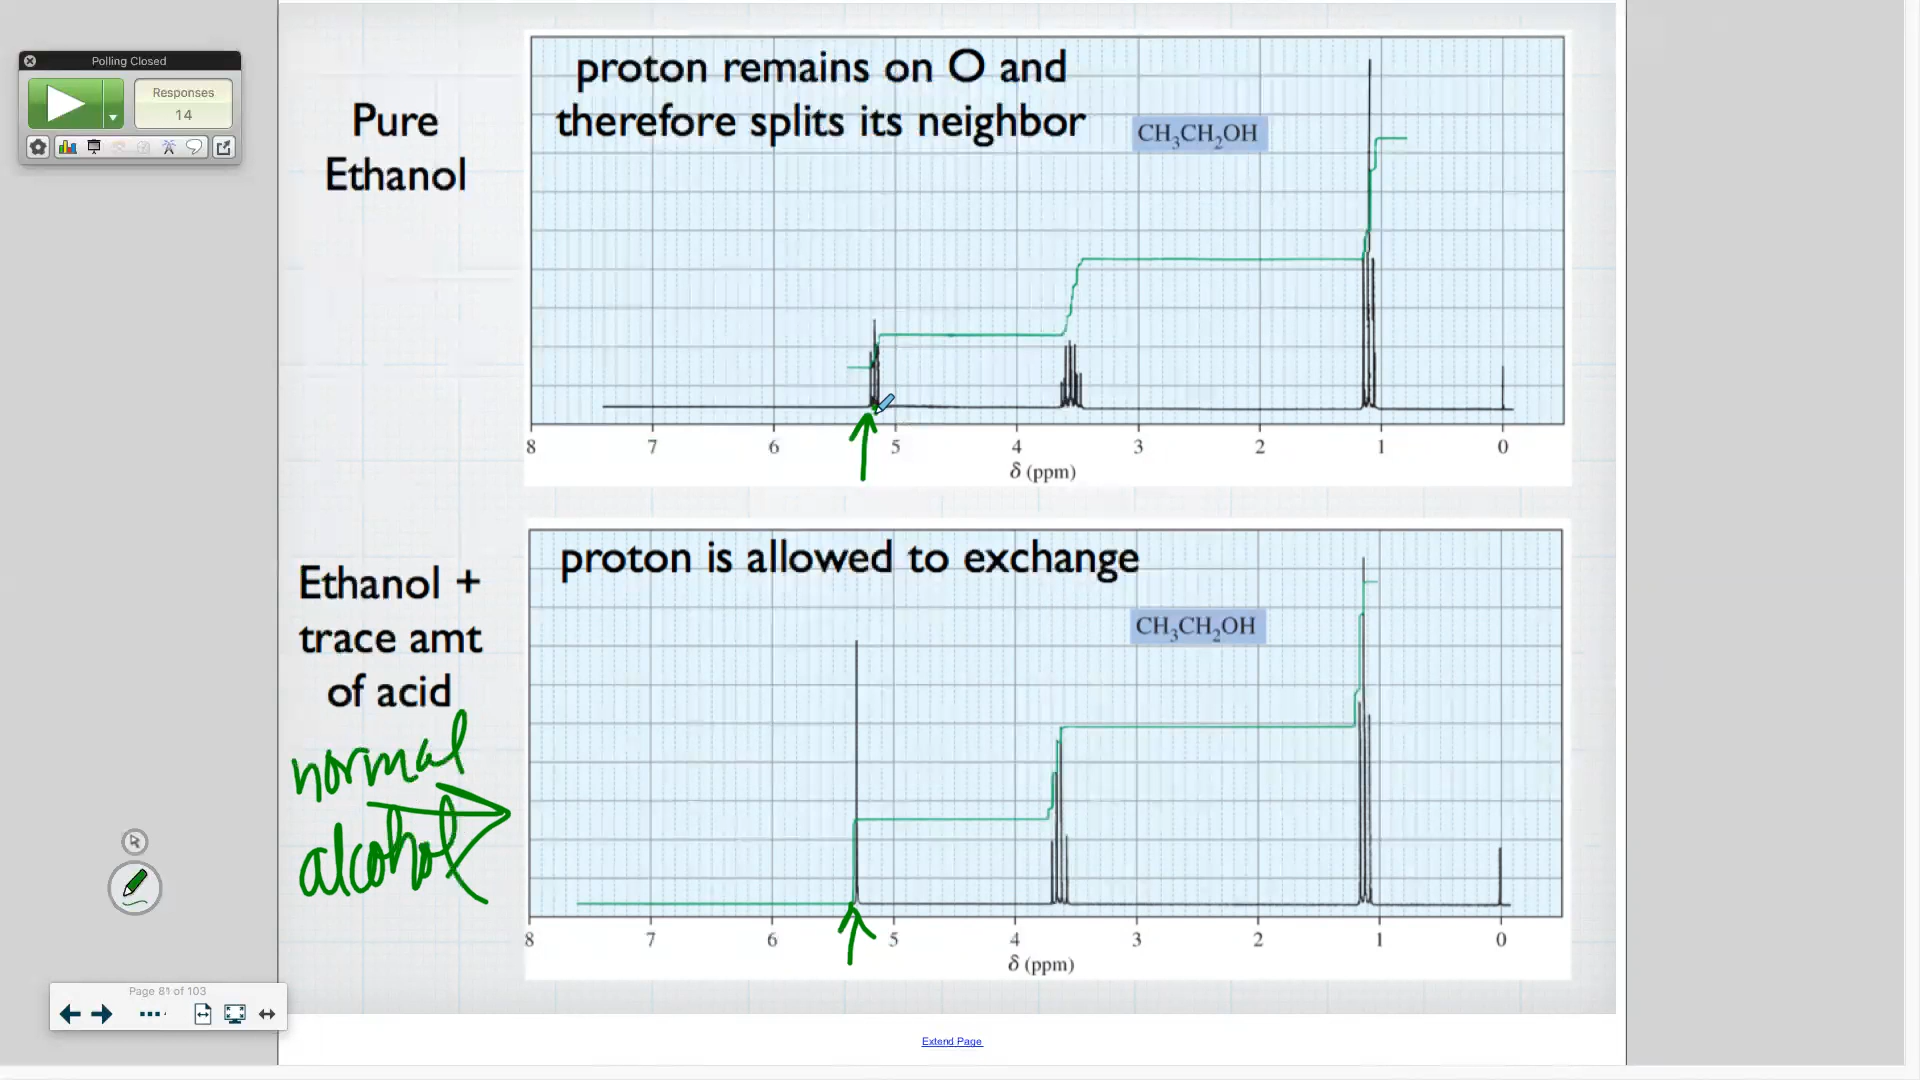 Polling Closed
Responses
14
Pure
Ethanol
proton remains on O and
therefore splits its neighbor
CH₃CH₂OH
8 7 6 5 4 3 2 1 0
δ (ppm)
Ethanol +
trace amt
of acid
normal
alcohol
proton is allowed to exchange
CH₃CH₂OH
8 7 6 5 4 3 2 1 0
δ (ppm)
Page 81 of 103
Extend Page